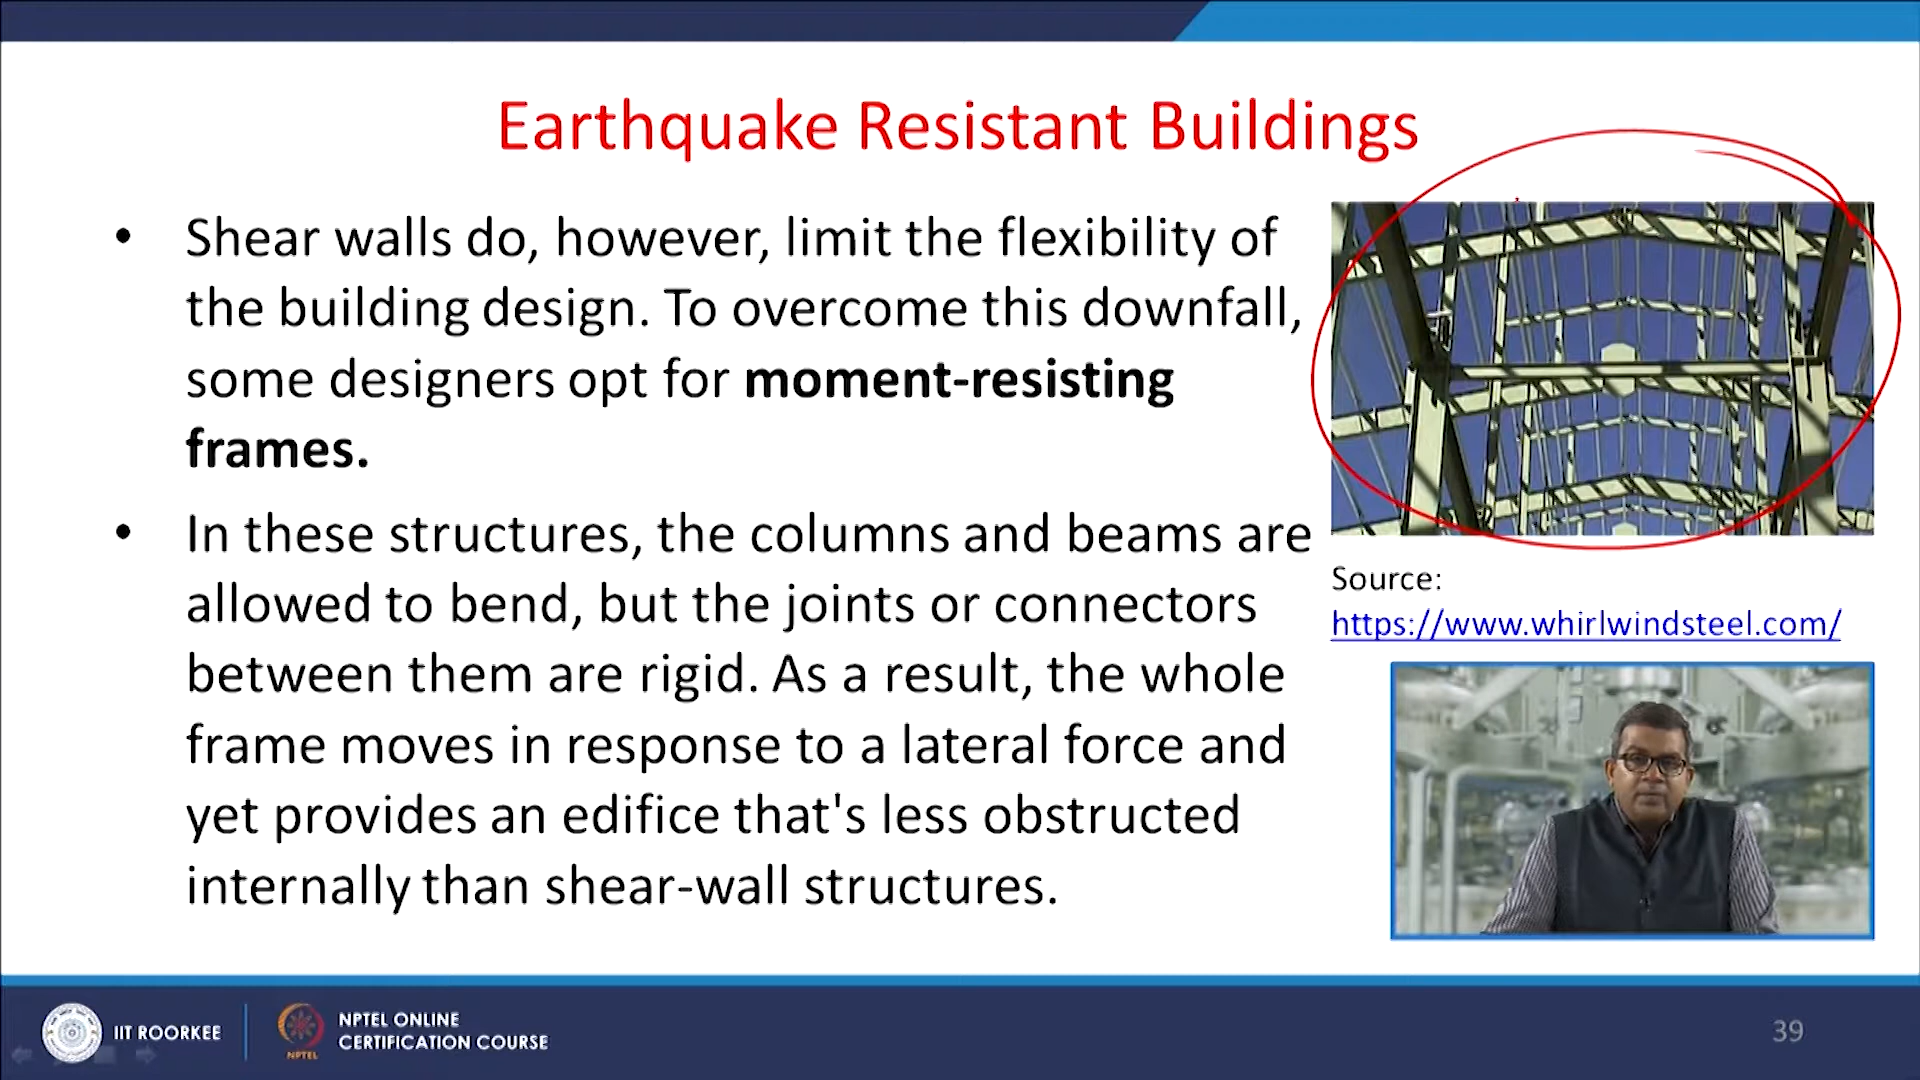 Earthquake Resistant Buildings
• Shear walls do, however, limit the flexibility of
the building design. To overcome this downfall,
some designers opt for moment-resisting
frames.
• In these structures, the columns and beams are
allowed to bend, but the joints or connectors
between them are rigid. As a result, the whole
frame moves in response to a lateral force and
yet provides an edifice that's less obstructed
internally than shear-wall structures.
Source:
https://www.whirlwindsteel.com/
IIT ROORKEE
NPTEL
NPTEL ONLINE
CERTIFICATION COURSE
39